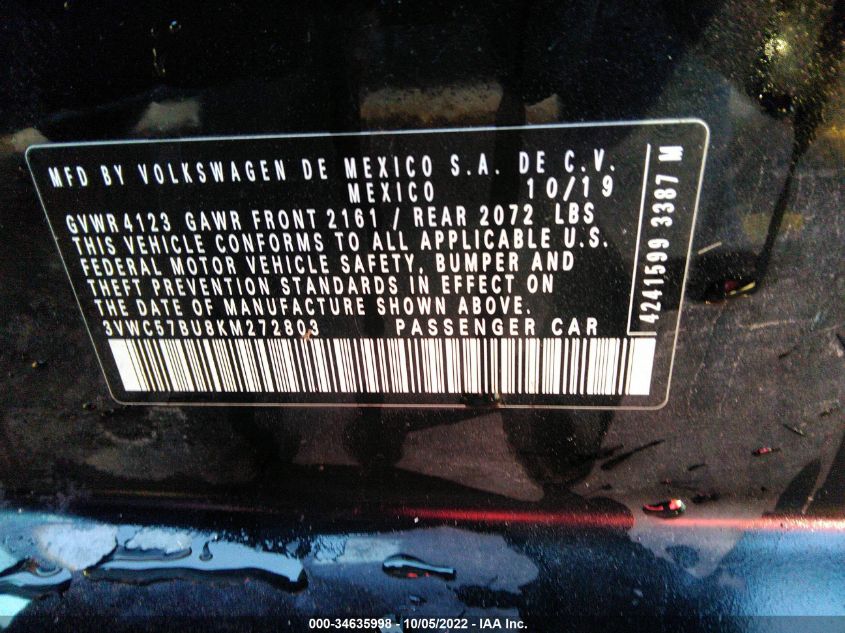 MFD BY VOLKSWAGEN DE MEXICO S.A. DE C.V.
MEXICO 10/19
GVWR 4123 GAWR FRONT 2161 / REAR 2072 LBS
THIS VEHICLE CONFORMS TO ALL APPLICABLE U.S.
FEDERAL MOTOR VEHICLE SAFETY, BUMPER AND
THEFT PREVENTION STANDARDS IN EFFECT ON
THE DATE OF MANUFACTURE SHOWN ABOVE.
3VWC57BU8KM272803 PASSENGER CAR
4241599 3387 M
000-34635998 - 10/05/2022 - IAA Inc.